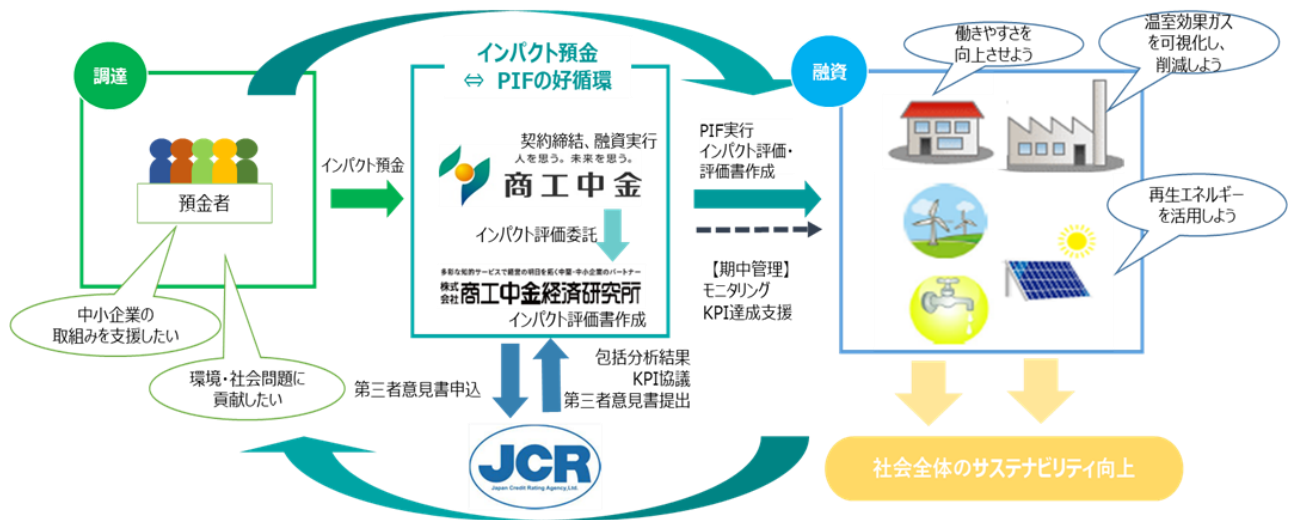 調達
預金者
中小企業の
取組みを支援したい
環境・社会問題に
貢献したい
インパクト預金
インパクト預金
⇔ PIFの好循環
契約締結、融資実行
人を思う。未来を思う。
商工中金
インパクト評価委託
多彩な知的サービスで経営の明日を拓く中堅・中小企業のパートナー
株式
会社
商工中金経済研究所
インパクト評価書作成
第三者意見書申込
包括分析結果
KPI協議
第三者意見書提出
JCR
Japan Credit Rating Agency,Ltd.
PIF実行
インパクト評価・
評価書作成
【期中管理】
モニタリング
KPI達成支援
融資
働きやすさを
向上させよう
温室効果ガス
を可視化し、
削減しよう
再生エネルギー
を活用しよう
社会全体のサステナビリティ向上